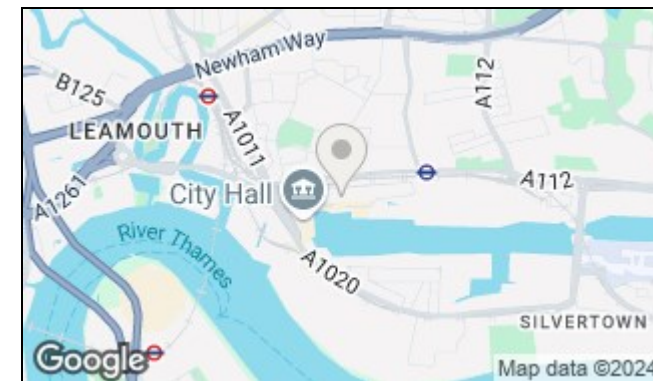 Newham Way
B125
A112
LEAMOUTH
A1011
City Hall
A112
A1261
River Thames
A1020
SILVERTOWN
Google
Map data ©2024